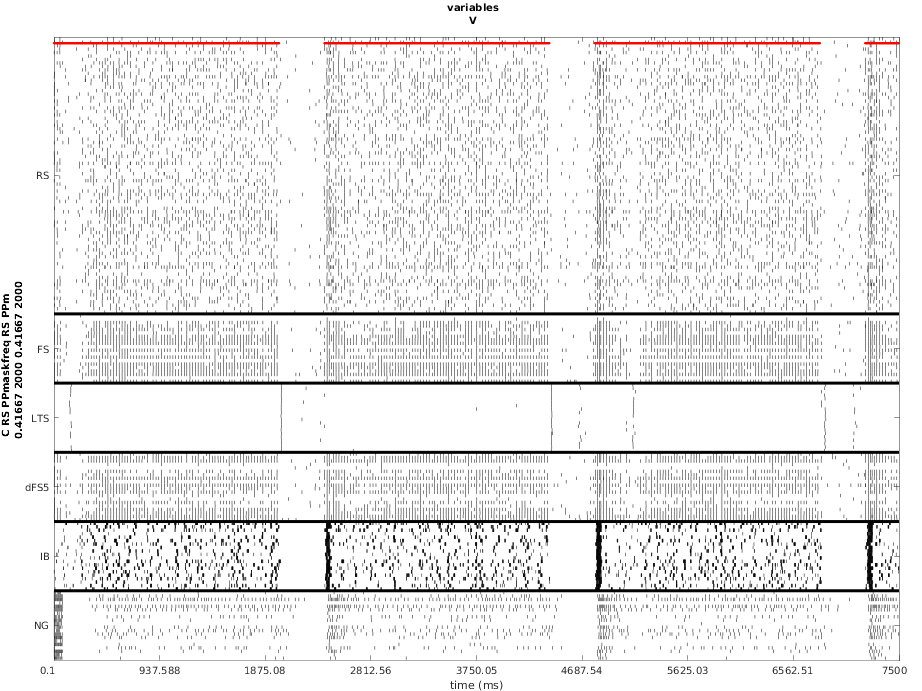 variables
V
C RS PPmaskfreq RS PPm
0.41667 2000 0.41667 2000
RS
FS
LTS
dFS5
IB
NG
0.1 937.588 1875.08 2812.56 3750.05 4687.54 5625.03 6562.51 7500
time (ms)